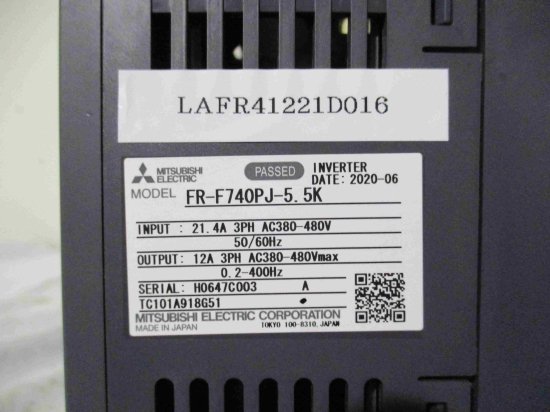 LAFR41221D016
MITSUBISHI ELECTRIC
PASSED
INVERTER
DATE: 2020-06
MODEL FR-F740PJ-5.5K
INPUT : 21.4A 3PH AC380-480V
50/60Hz
OUTPUT: 12A 3PH AC380-480Vmax
0.2-400Hz
SERIAL: H0647C003 A
TC101A918G51
MITSUBISHI ELECTRIC CORPORATION
MADE IN JAPAN TOKYO 100-8310, JAPAN